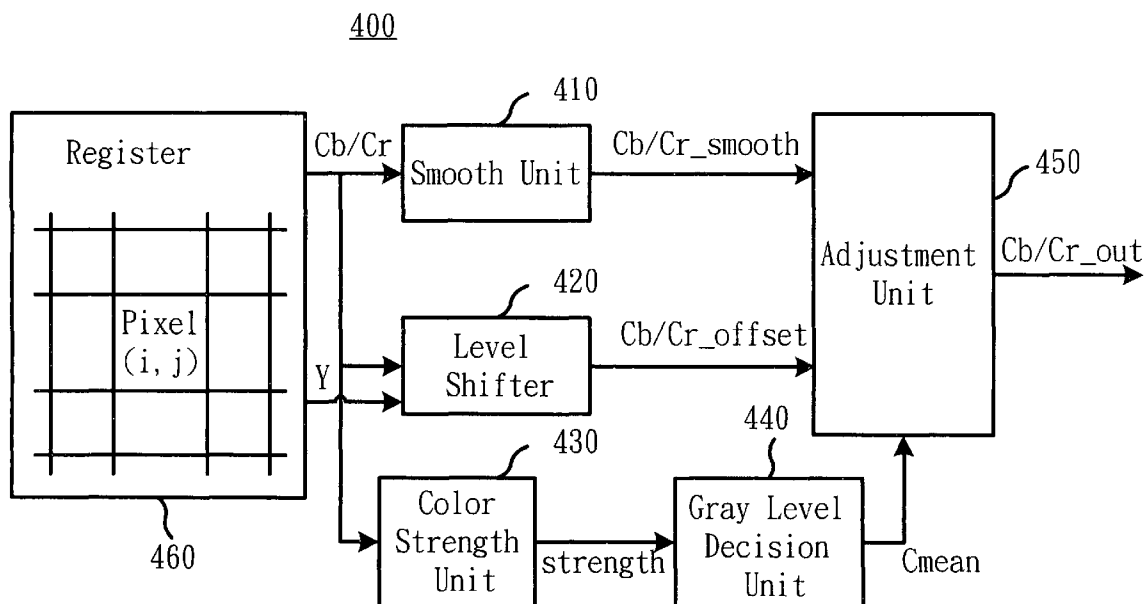 400
410
Register
Cb/Cr
Smooth Unit
Cb/Cr_smooth
450
Adjustment
Unit
Cb/Cr_out
420
Pixel
(i, j)
Y
Level
Shifter
Cb/Cr_offset
430
440
460
Color
Strength
Unit
strength
Gray Level
Decision
Unit
Cmean